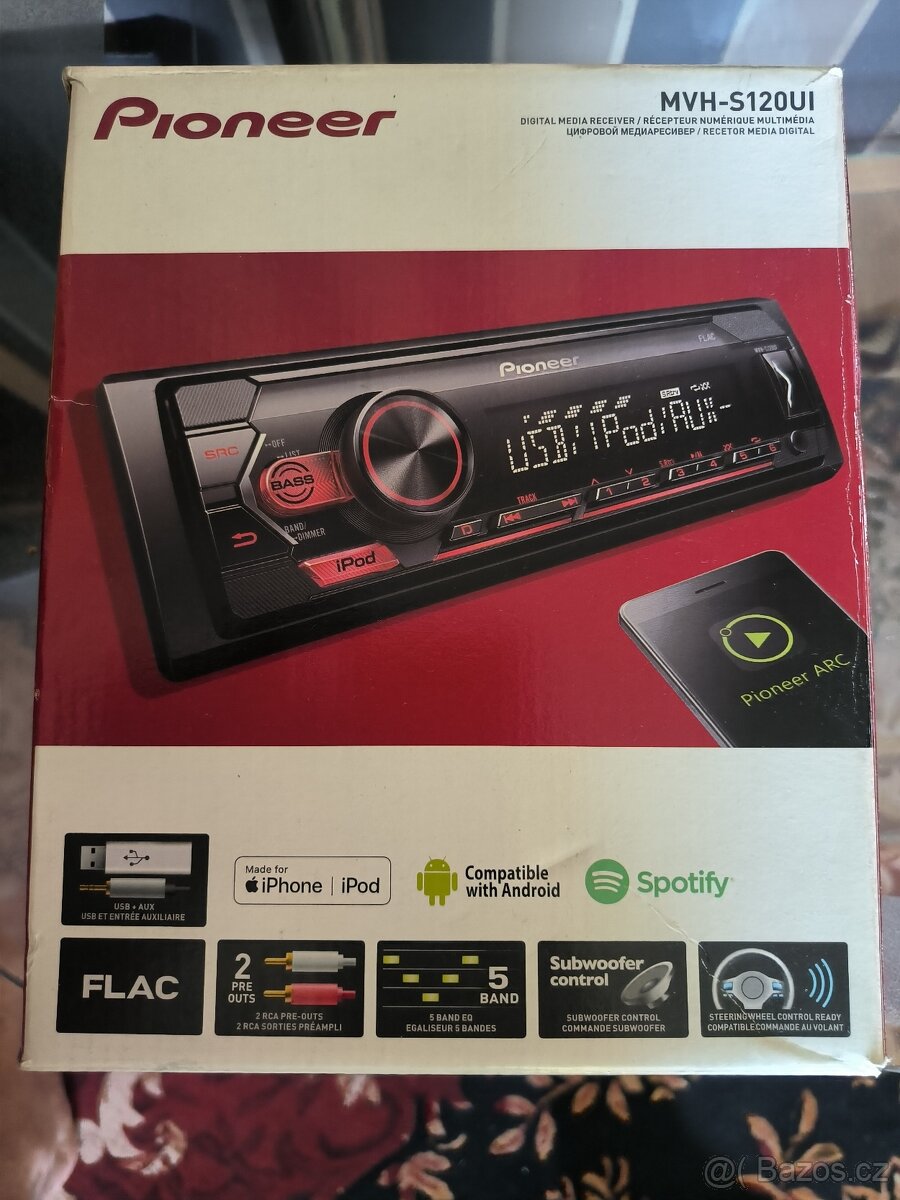 Pioneer
MVH-S120UI
DIGITAL MEDIA RECEIVER / RÉCEPTEUR NUMÉRIQUE MULTIMÉDIA
ЦИФРОВОЙ МЕДИАРЕСИВЕР / RECETOR MEDIA DIGITAL
FLAC
MVH-S120UI
Pioneer
S.Rtrv
USB/iPod/AUX
SRC
OFF
LIST
BASS
BAND/
DIMMER
iPod
D
TRACK
1 2 3 4 5 6
Pioneer ARC
USB + AUX
USB ET ENTRÉE AUXILIAIRE
Made for
iPhone | iPod
Compatible
with Android
Spotify
FLAC
2
PRE
OUTS
2 RCA PRE-OUTS
2 RCA SORTIES PRÉAMPLI
5
BAND
5 BAND EQ
EGALISEUR 5 BANDES
Subwoofer
control
SUBWOOFER CONTROL
COMMANDE SUBWOOFER
STEERING WHEEL CONTROL READY
COMPATIBLE COMMANDE AU VOLANT
@( Bazos.cz